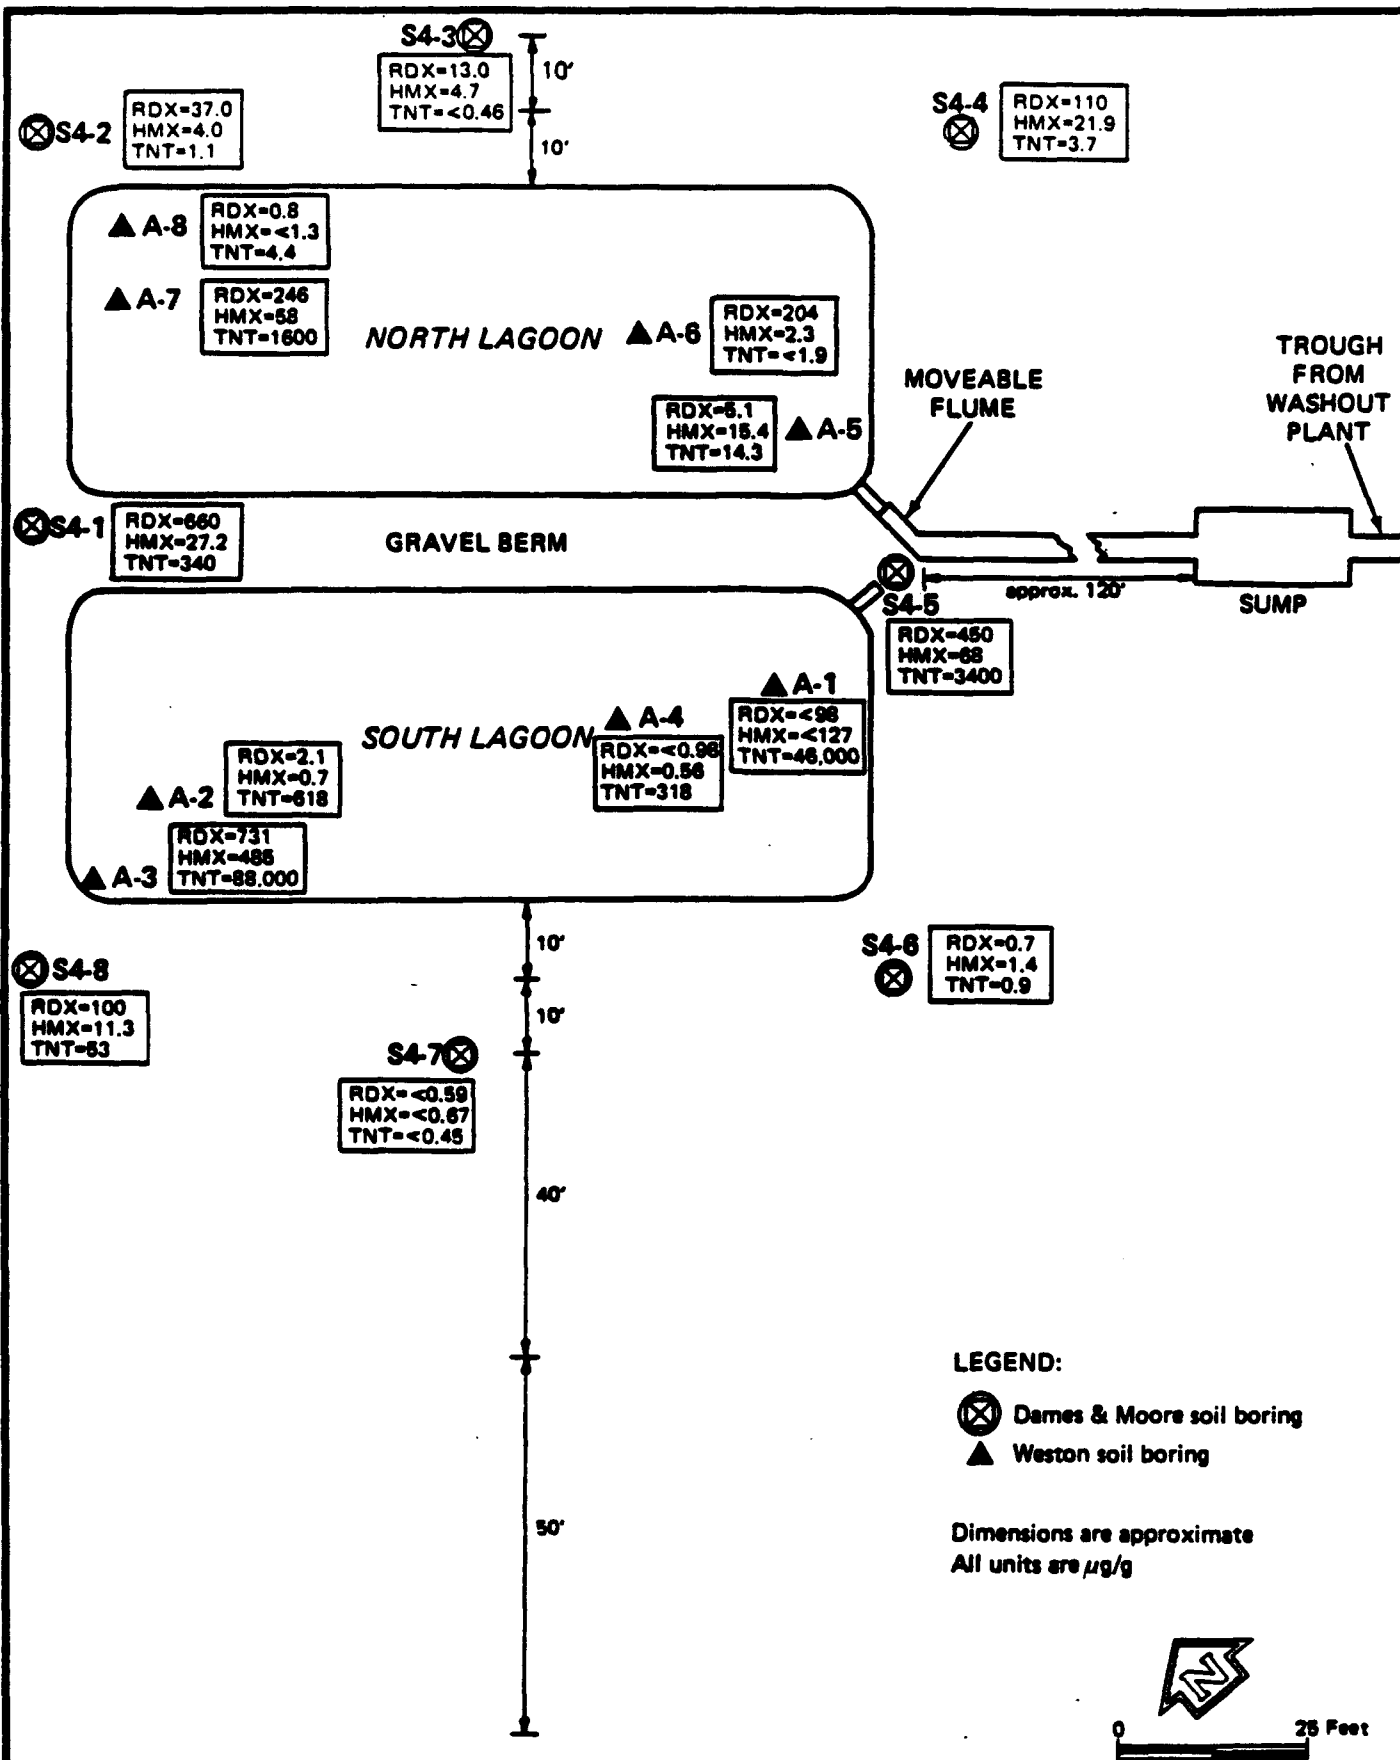 S4-3
RDX=13.0
HMX=4.7
TNT=<0.46
10'
10'
S4-2
RDX=37.0
HMX=4.0
TNT=1.1
S4-4
RDX=110
HMX=21.9
TNT=3.7
A-8
RDX=0.8
HMX=<1.3
TNT=4.4
A-7
RDX=246
HMX=58
TNT=1600
NORTH LAGOON
A-6
RDX=204
HMX=2.3
TNT=<1.9
RDX=5.1
HMX=15.4
TNT=14.3
A-5
MOVEABLE
FLUME
TROUGH
FROM
WASHOUT
PLANT
S4-1
RDX=660
HMX=27.2
TNT=340
GRAVEL BERM
approx. 120'
SUMP
S4-5
RDX=450
HMX=68
TNT=3400
A-1
RDX=<98
HMX=<127
TNT=46,000
SOUTH LAGOON
A-4
RDX=<0.98
HMX=0.56
TNT=318
A-2
RDX=2.1
HMX=0.7
TNT=618
A-3
RDX=731
HMX=485
TNT=88.000
10'
10'
S4-6
RDX=0.7
HMX=1.4
TNT=0.9
S4-8
RDX=100
HMX=11.3
TNT=53
S4-7
RDX=<0.59
HMX=<0.67
TNT=<0.45
40'
50'
LEGEND:
Dames & Moore soil boring
Weston soil boring
Dimensions are approximate
All units are µg/g
N
0 25 Feet